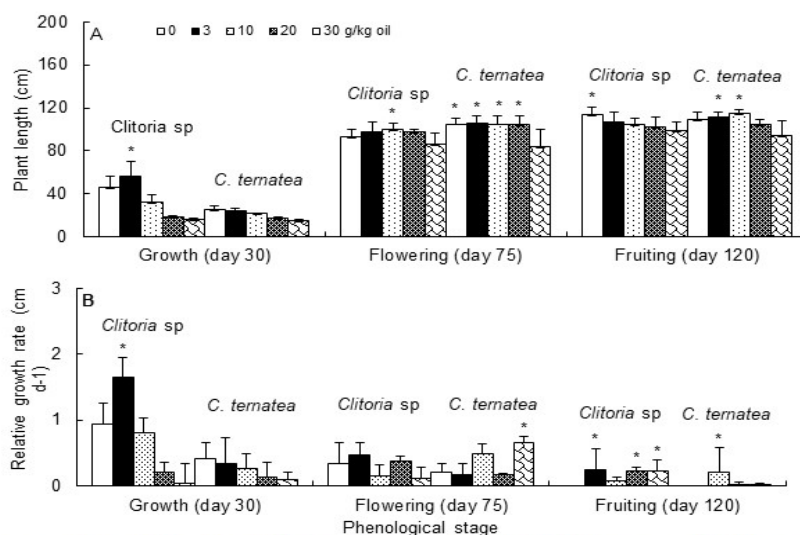 200
A
0 3 10 20 30 g/kg oil
160
Plant length (cm)
120
80
40
0
Clitoria sp
*
C. ternatea
Clitoria sp
*
C. ternatea
* * * *
Clitoria sp
*
C. ternatea
* *
Growth (day 30) Flowering (day 75) Fruiting (day 120)
3
B
Relative growth rate (cm
d-1)
2
1
0
Clitoria sp
*
C. ternatea
Clitoria sp
C. ternatea
*
Clitoria sp
* * *
C. ternatea
*
Growth (day 30) Flowering (day 75) Fruiting (day 120)
Phenological stage